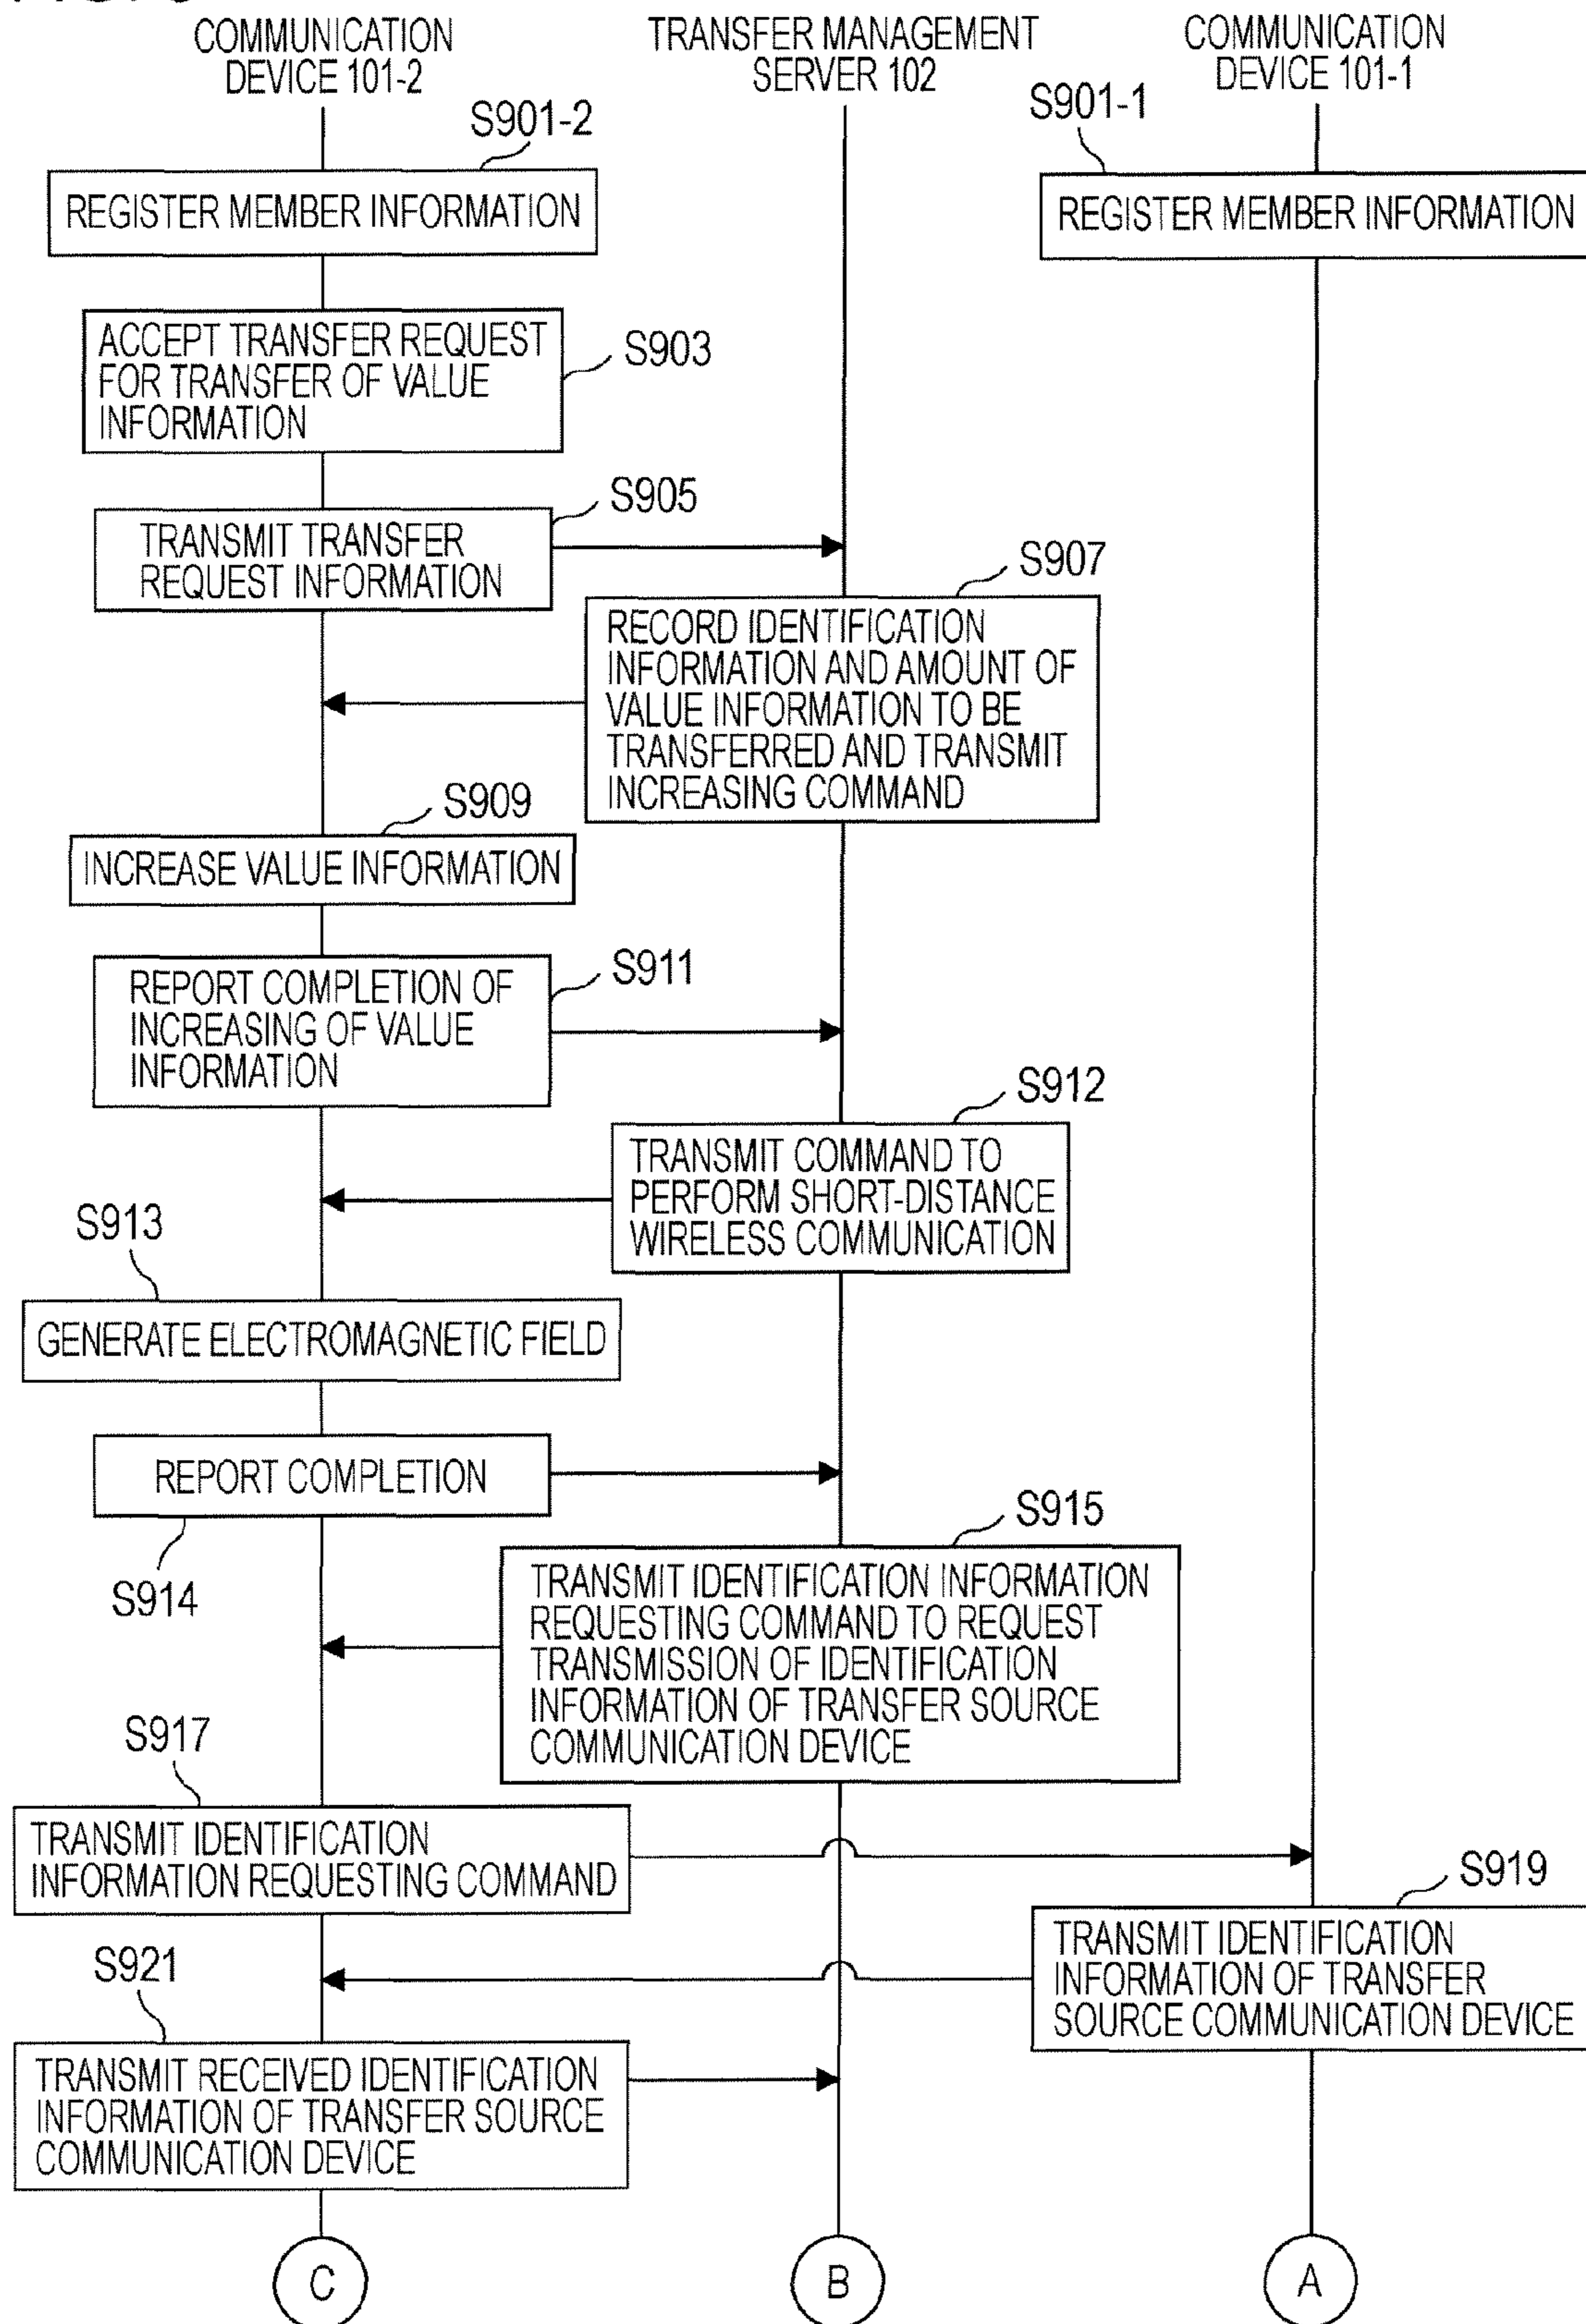 COMMUNICATION
DEVICE 101-2
TRANSFER MANAGEMENT
SERVER 102
COMMUNICATION
DEVICE 101-1
S901-2
S901-1
REGISTER MEMBER INFORMATION
REGISTER MEMBER INFORMATION
ACCEPT TRANSFER REQUEST
FOR TRANSFER OF VALUE
INFORMATION
S903
S905
TRANSMIT TRANSFER
REQUEST INFORMATION
S907
RECORD IDENTIFICATION
INFORMATION AND AMOUNT OF
VALUE INFORMATION TO BE
TRANSFERRED AND TRANSMIT
INCREASING COMMAND
S909
INCREASE VALUE INFORMATION
S911
REPORT COMPLETION OF
INCREASING OF VALUE
INFORMATION
S912
TRANSMIT COMMAND TO
PERFORM SHORT-DISTANCE
WIRELESS COMMUNICATION
S913
GENERATE ELECTROMAGNETIC FIELD
REPORT COMPLETION
S914
S915
TRANSMIT IDENTIFICATION INFORMATION
REQUESTING COMMAND TO REQUEST
TRANSMISSION OF IDENTIFICATION
INFORMATION OF TRANSFER SOURCE
COMMUNICATION DEVICE
S917
TRANSMIT IDENTIFICATION
INFORMATION REQUESTING COMMAND
S919
TRANSMIT IDENTIFICATION
INFORMATION OF TRANSFER
SOURCE COMMUNICATION DEVICE
S921
TRANSMIT RECEIVED IDENTIFICATION
INFORMATION OF TRANSFER SOURCE
COMMUNICATION DEVICE
C
B
A